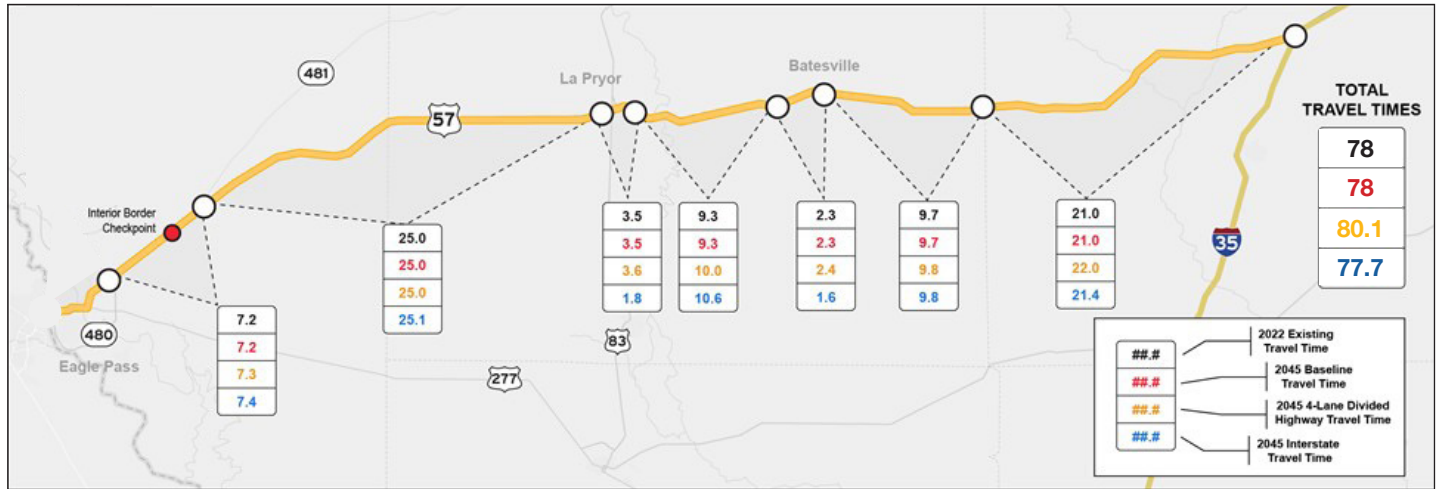 481
La Pryor
Batesville
57
Interior Border
Checkpoint
480
Eagle Pass
277
83
35
7.2
7.2
7.3
7.4
25.0
25.0
25.0
25.1
3.5
3.5
3.6
1.8
9.3
9.3
10.0
10.6
2.3
2.3
2.4
1.6
9.7
9.7
9.8
9.8
21.0
21.0
22.0
21.4
TOTAL
TRAVEL TIMES
78
78
80.1
77.7
##.#
##.#
##.#
##.#
2022 Existing
Travel Time
2045 Baseline
Travel Time
2045 4-Lane Divided
Highway Travel Time
2045 Interstate
Travel Time